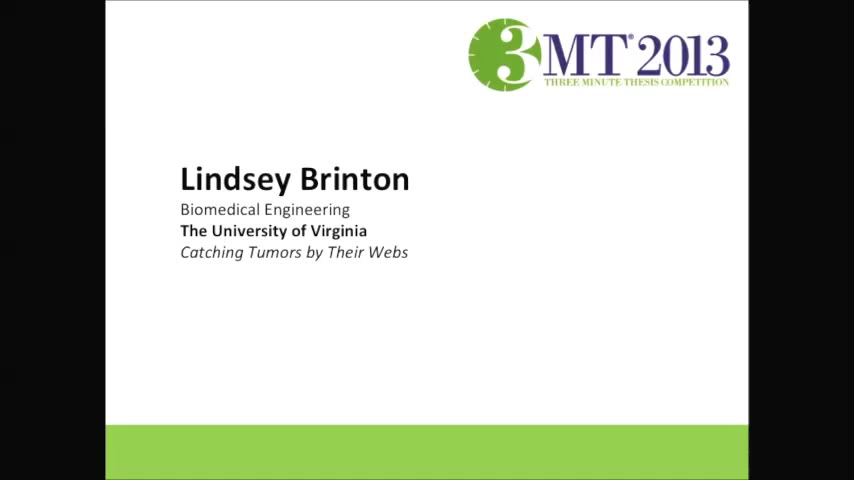 3MT® 2013
THREE MINUTE THESIS COMPETITION
Lindsey Brinton
Biomedical Engineering
The University of Virginia
Catching Tumors by Their Webs